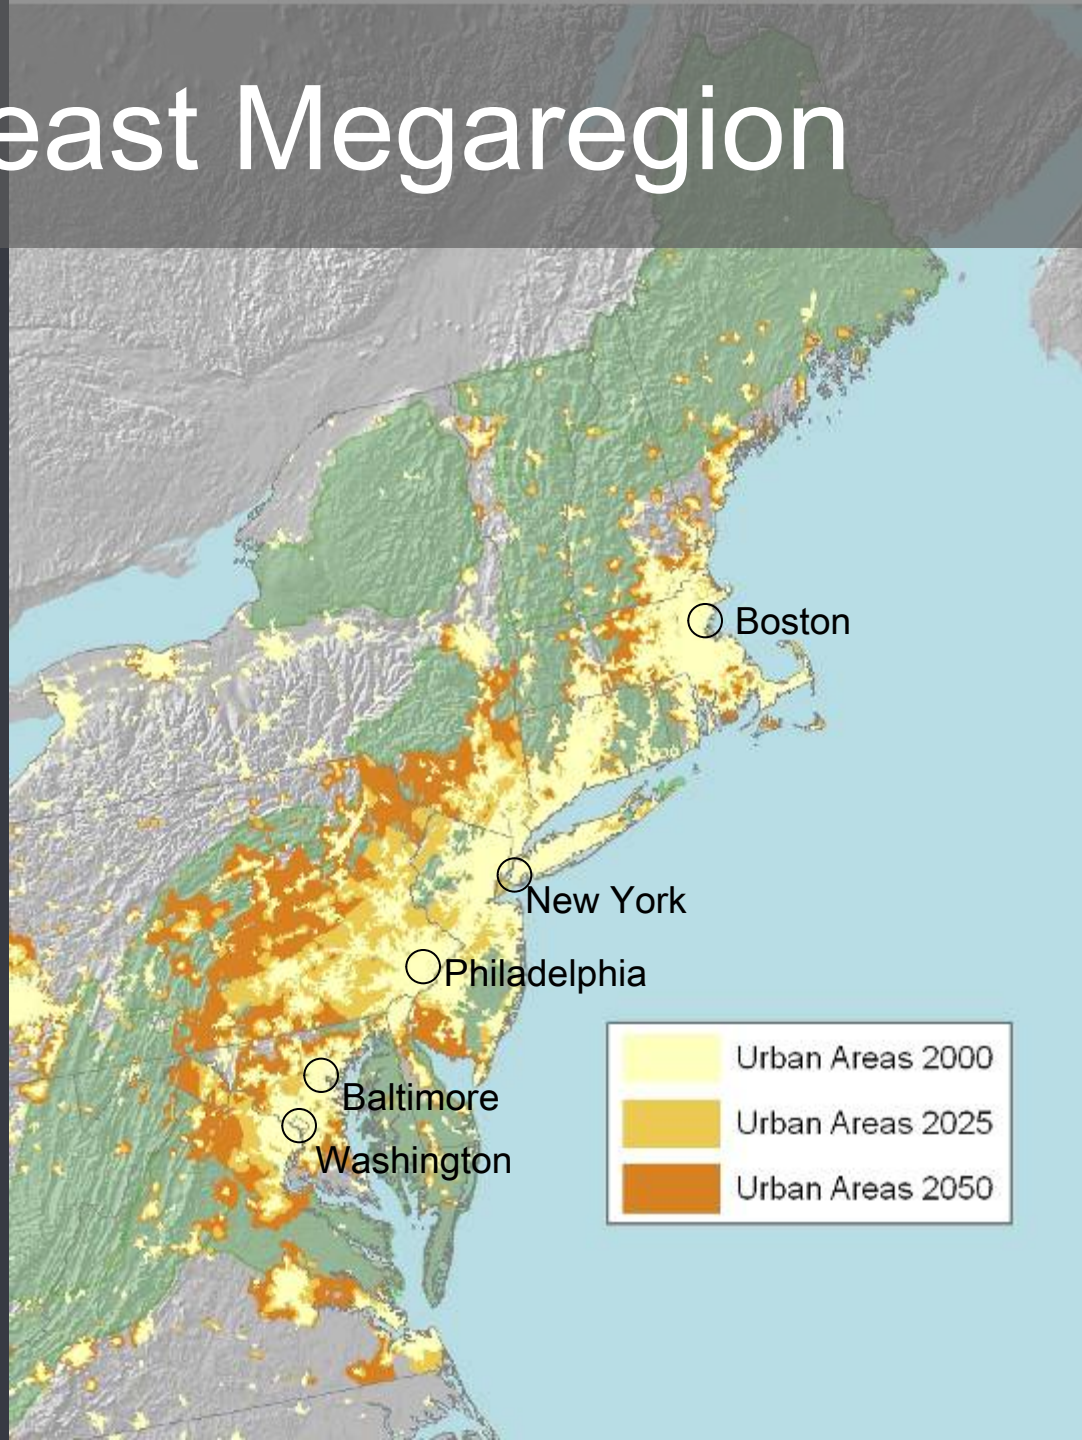 east Megaregion
Boston
New York
Philadelphia
Baltimore
Washington
Urban Areas 2000
Urban Areas 2025
Urban Areas 2050